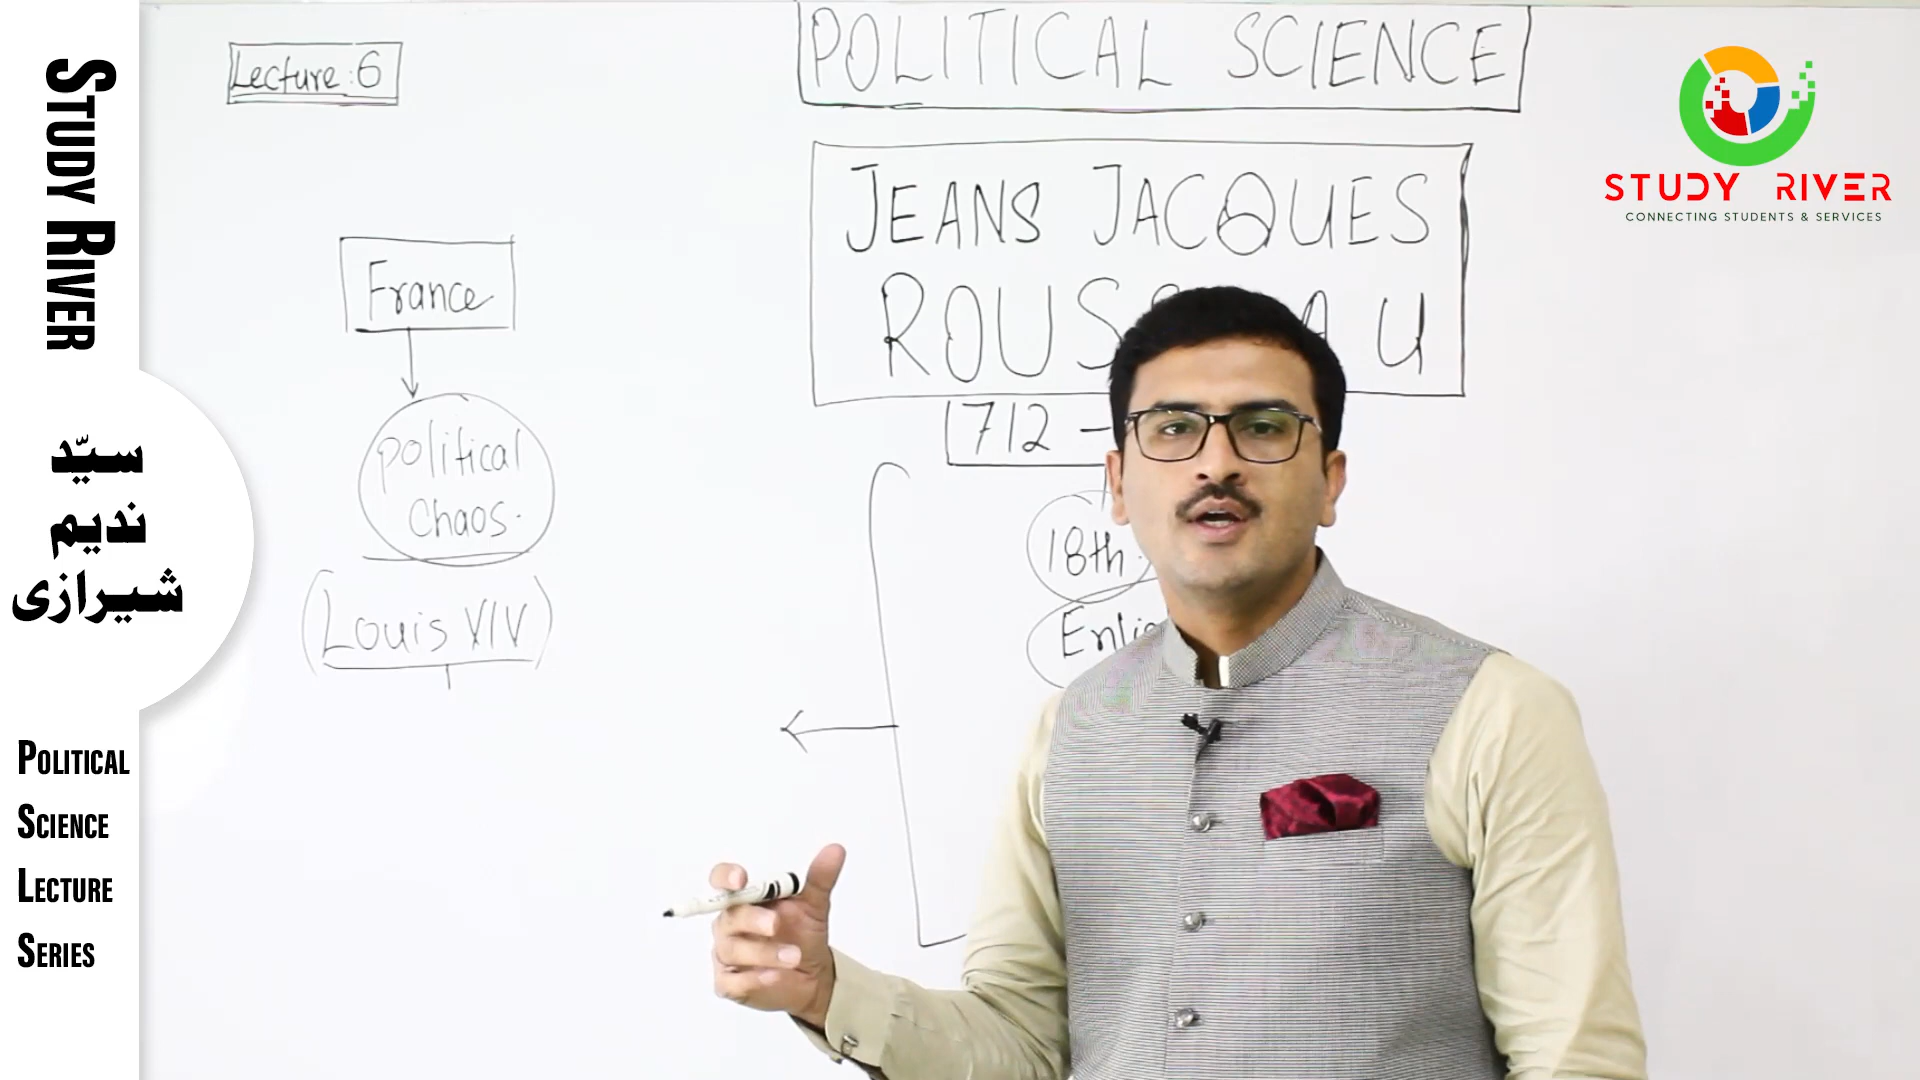 STUDY RIVER
سیّد
ندیم
شیرازی
POLITICAL
SCIENCE
LECTURE
SERIES
Lecture: 6
POLITICAL SCIENCE
JEANS JACQUES
ROUS A U
1712 -
18th
France
political
Chaos.
(Louis XIV)
STUDY RIVER
CONNECTING STUDENTS & SERVICES